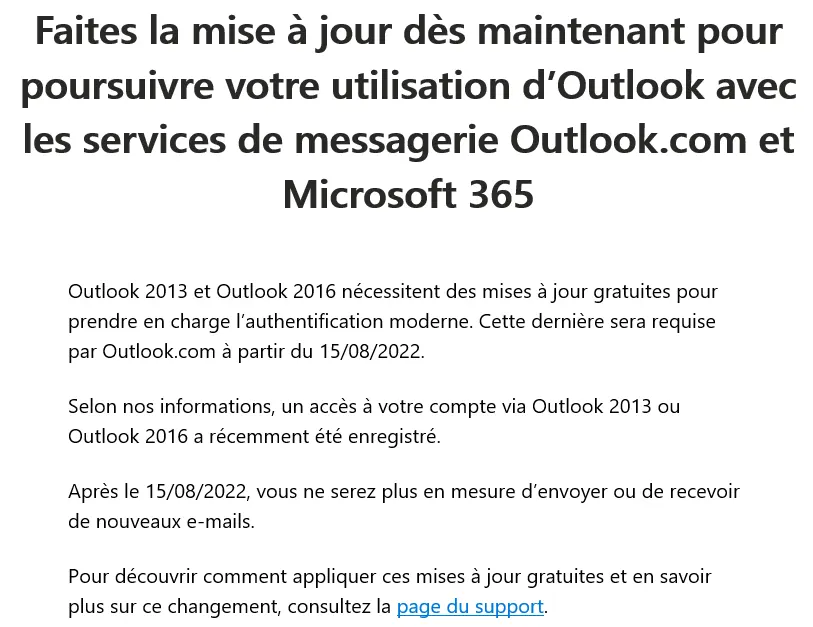 Faites la mise à jour dès maintenant pour
poursuivre votre utilisation d’Outlook avec
les services de messagerie Outlook.com et
Microsoft 365
Outlook 2013 et Outlook 2016 nécessitent des mises à jour gratuites pour
prendre en charge l’authentification moderne. Cette dernière sera requise
par Outlook.com à partir du 15/08/2022.
Selon nos informations, un accès à votre compte via Outlook 2013 ou
Outlook 2016 a récemment été enregistré.
Après le 15/08/2022, vous ne serez plus en mesure d’envoyer ou de recevoir
de nouveaux e-mails.
Pour découvrir comment appliquer ces mises à jour gratuites et en savoir
plus sur ce changement, consultez la page du support.